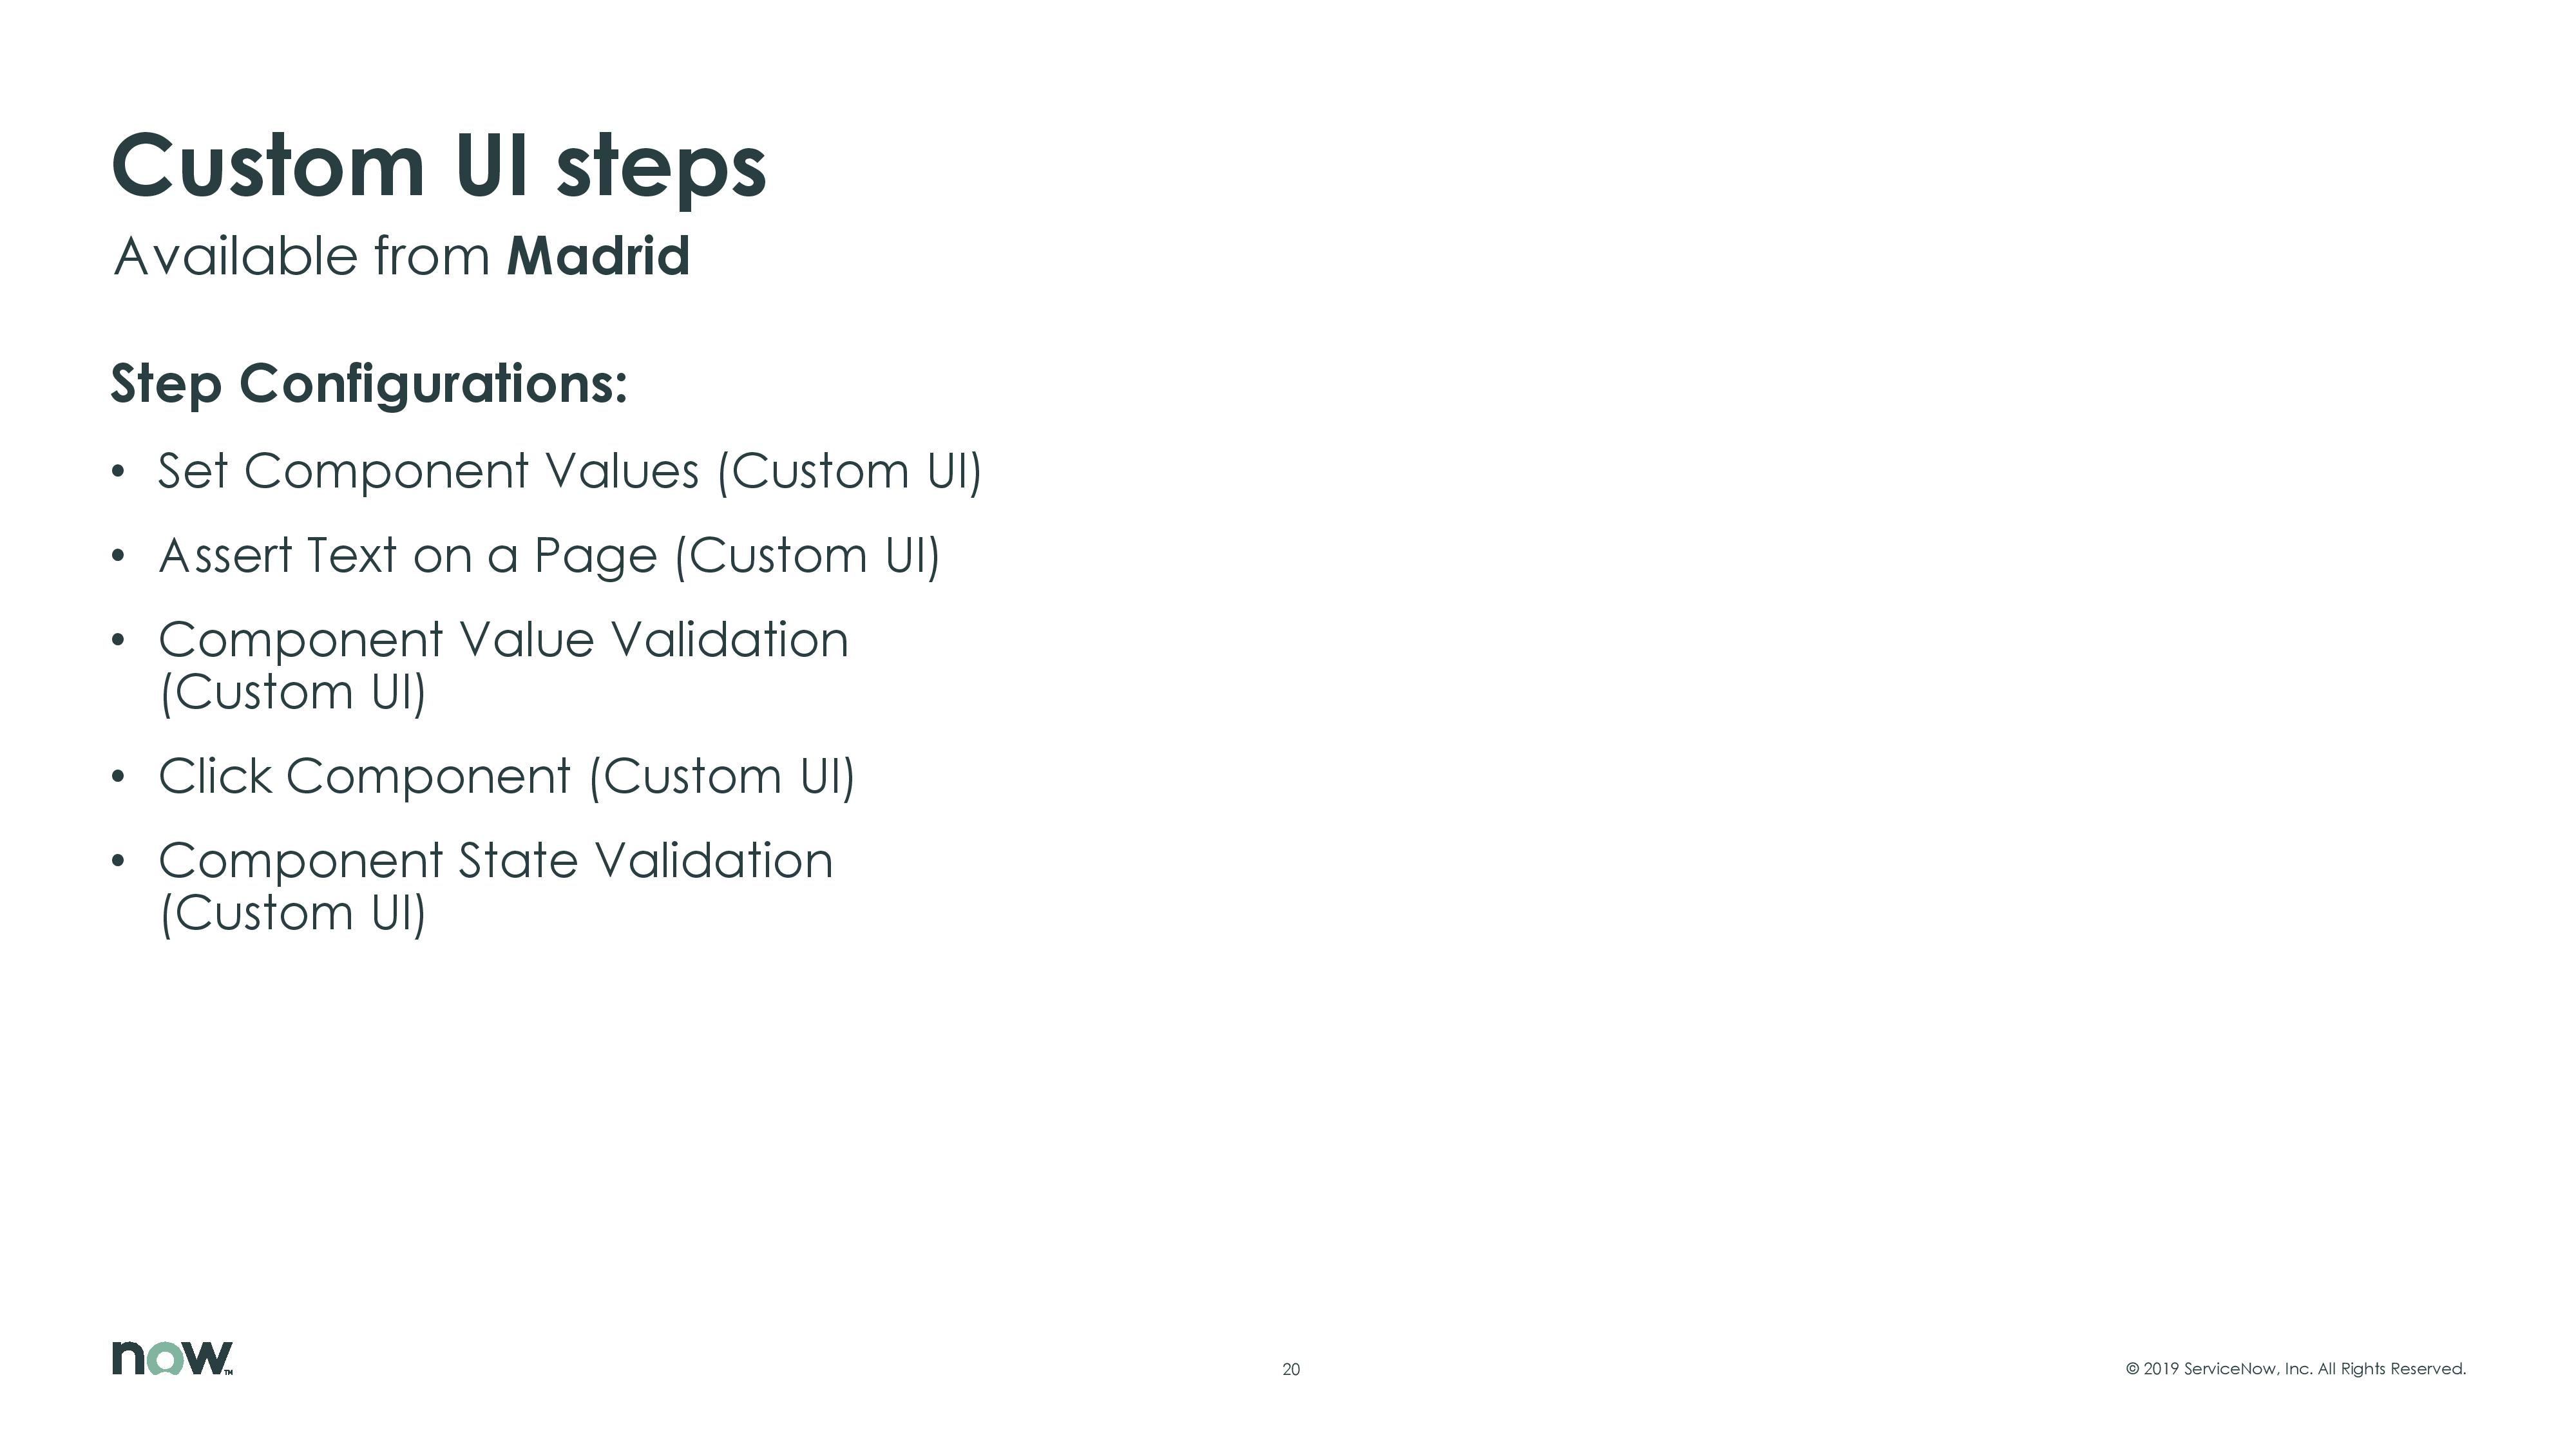 Custom UI steps
Available from Madrid
Step Configurations:
• Set Component Values (Custom UI)
• Assert Text on a Page (Custom UI)
• Component Value Validation
(Custom UI)
• Click Component (Custom UI)
• Component State Validation
(Custom UI)
now™
20
© 2019 ServiceNow, Inc. All Rights Reserved.